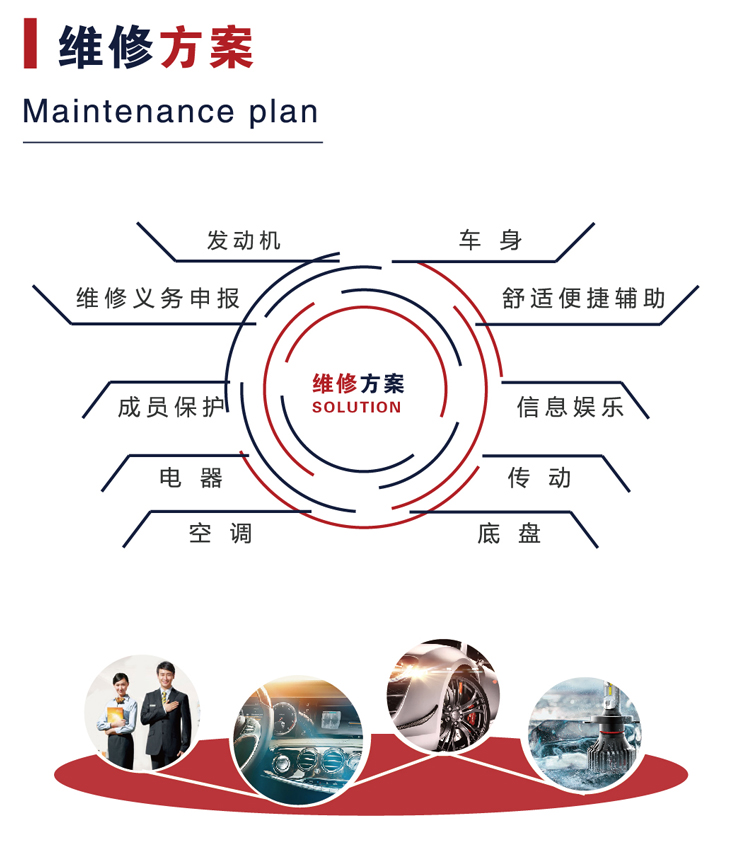 维修方案
Maintenance plan
发动机
车身
维修义务申报
舒适便捷辅助
维修方案
SOLUTION
成员保护
信息娱乐
电器
传动
空调
底盘